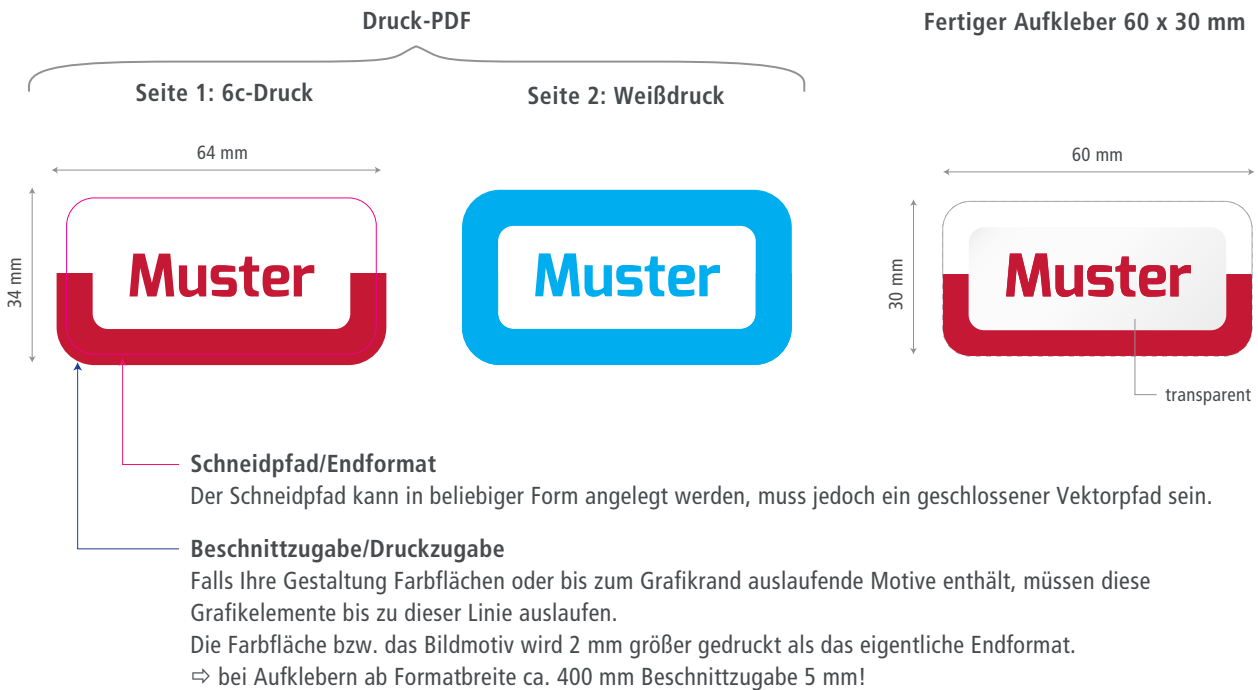 Druck-PDF
Fertiger Aufkleber 60 x 30 mm
Seite 1: 6c-Druck
Seite 2: Weißdruck
64 mm
60 mm
34 mm
Muster
Muster
30 mm
Muster
transparent
Schneidpfad/Endformat
Der Schneidpfad kann in beliebiger Form angelegt werden, muss jedoch ein geschlossener Vektorpfad sein.
Beschnittzugabe/Druckzugabe
Falls Ihre Gestaltung Farbflächen oder bis zum Grafikrand auslaufende Motive enthält, müssen diese
Grafikelemente bis zu dieser Linie auslaufen.
Die Farbfläche bzw. das Bildmotiv wird 2 mm größer gedruckt als das eigentliche Endformat.
⇨ bei Aufklebern ab Formatbreite ca. 400 mm Beschnittzugabe 5 mm!